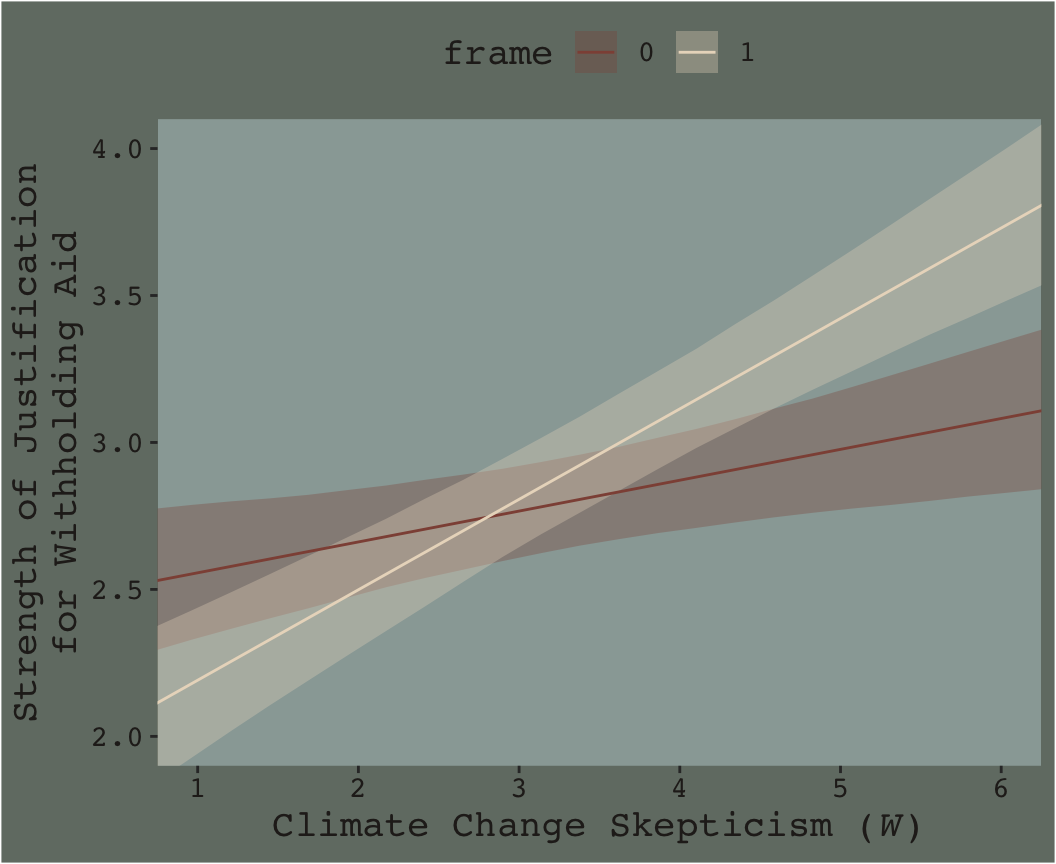 frame 0 1
Strength of Justification
for Withholding Aid
4.0
3.5
3.0
2.5
2.0
1 2 3 4 5 6
Climate Change Skepticism (W)